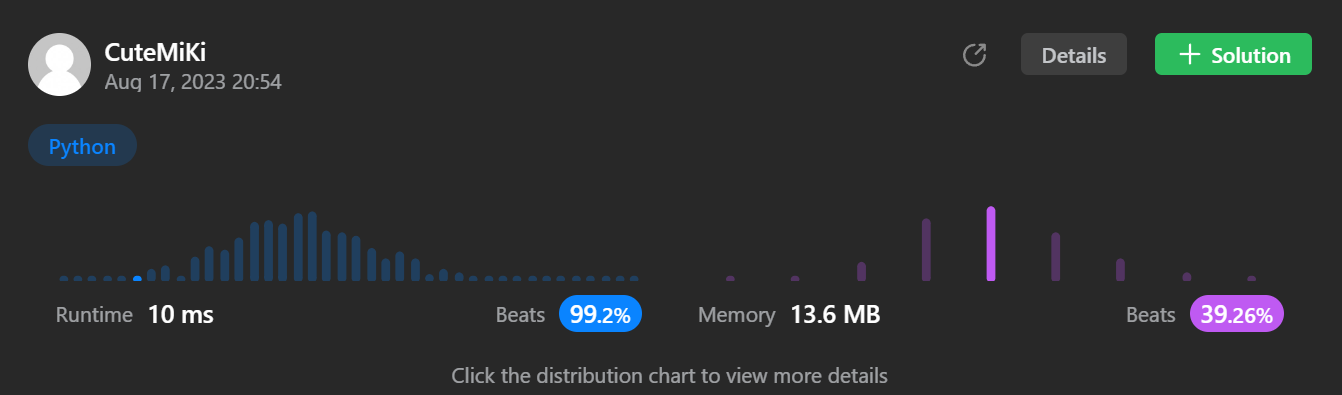 CuteMiKi
Aug 17, 2023 20:54
Details
Solution
Python
Runtime 10 ms Beats 99.2%
Memory 13.6 MB Beats 39.26%
Click the distribution chart to view more details